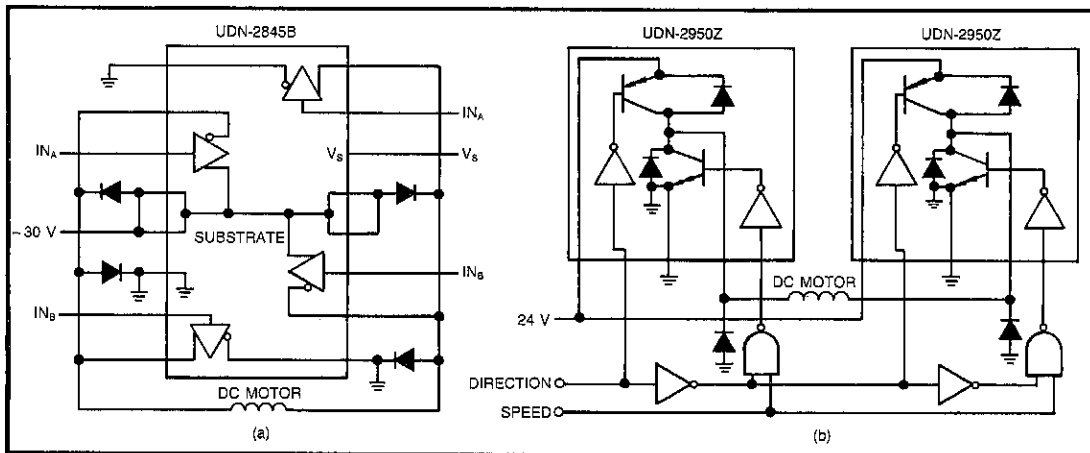 UDN-2845B
IN_A
IN_A
V_S
V_S
– 30 V
SUBSTRATE
IN_B
IN_B
DC MOTOR
(a)
UDN-2950Z
UDN-2950Z
DC MOTOR
24 V
DIRECTION
SPEED
(b)